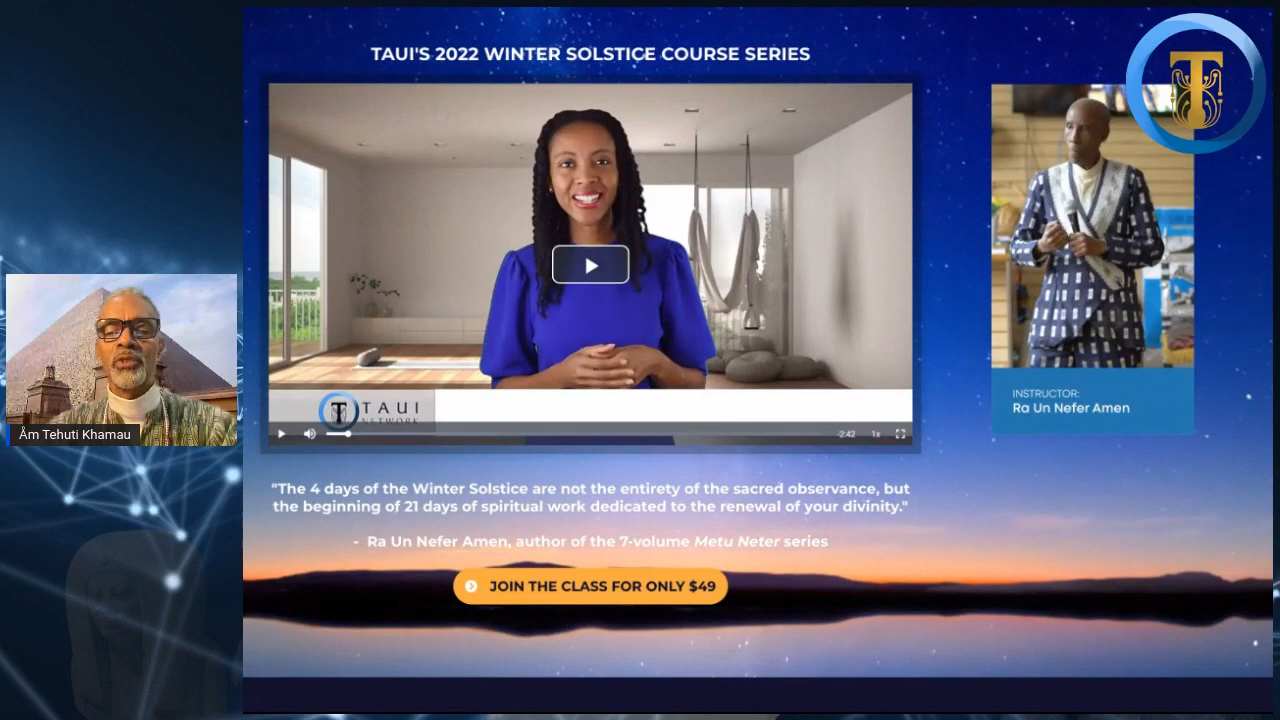 TAUI'S 2022 WINTER SOLSTICE COURSE SERIES
T
TAUI
NETWORK
-2:42 1x
INSTRUCTOR:
Ra Un Nefer Amen
Åm Tehuti Khamau
"The 4 days of the Winter Solstice are not the entirety of the sacred observance, but
the beginning of 21 days of spiritual work dedicated to the renewal of your divinity."
- Ra Un Nefer Amen, author of the 7-volume Metu Neter series
JOIN THE CLASS FOR ONLY $49